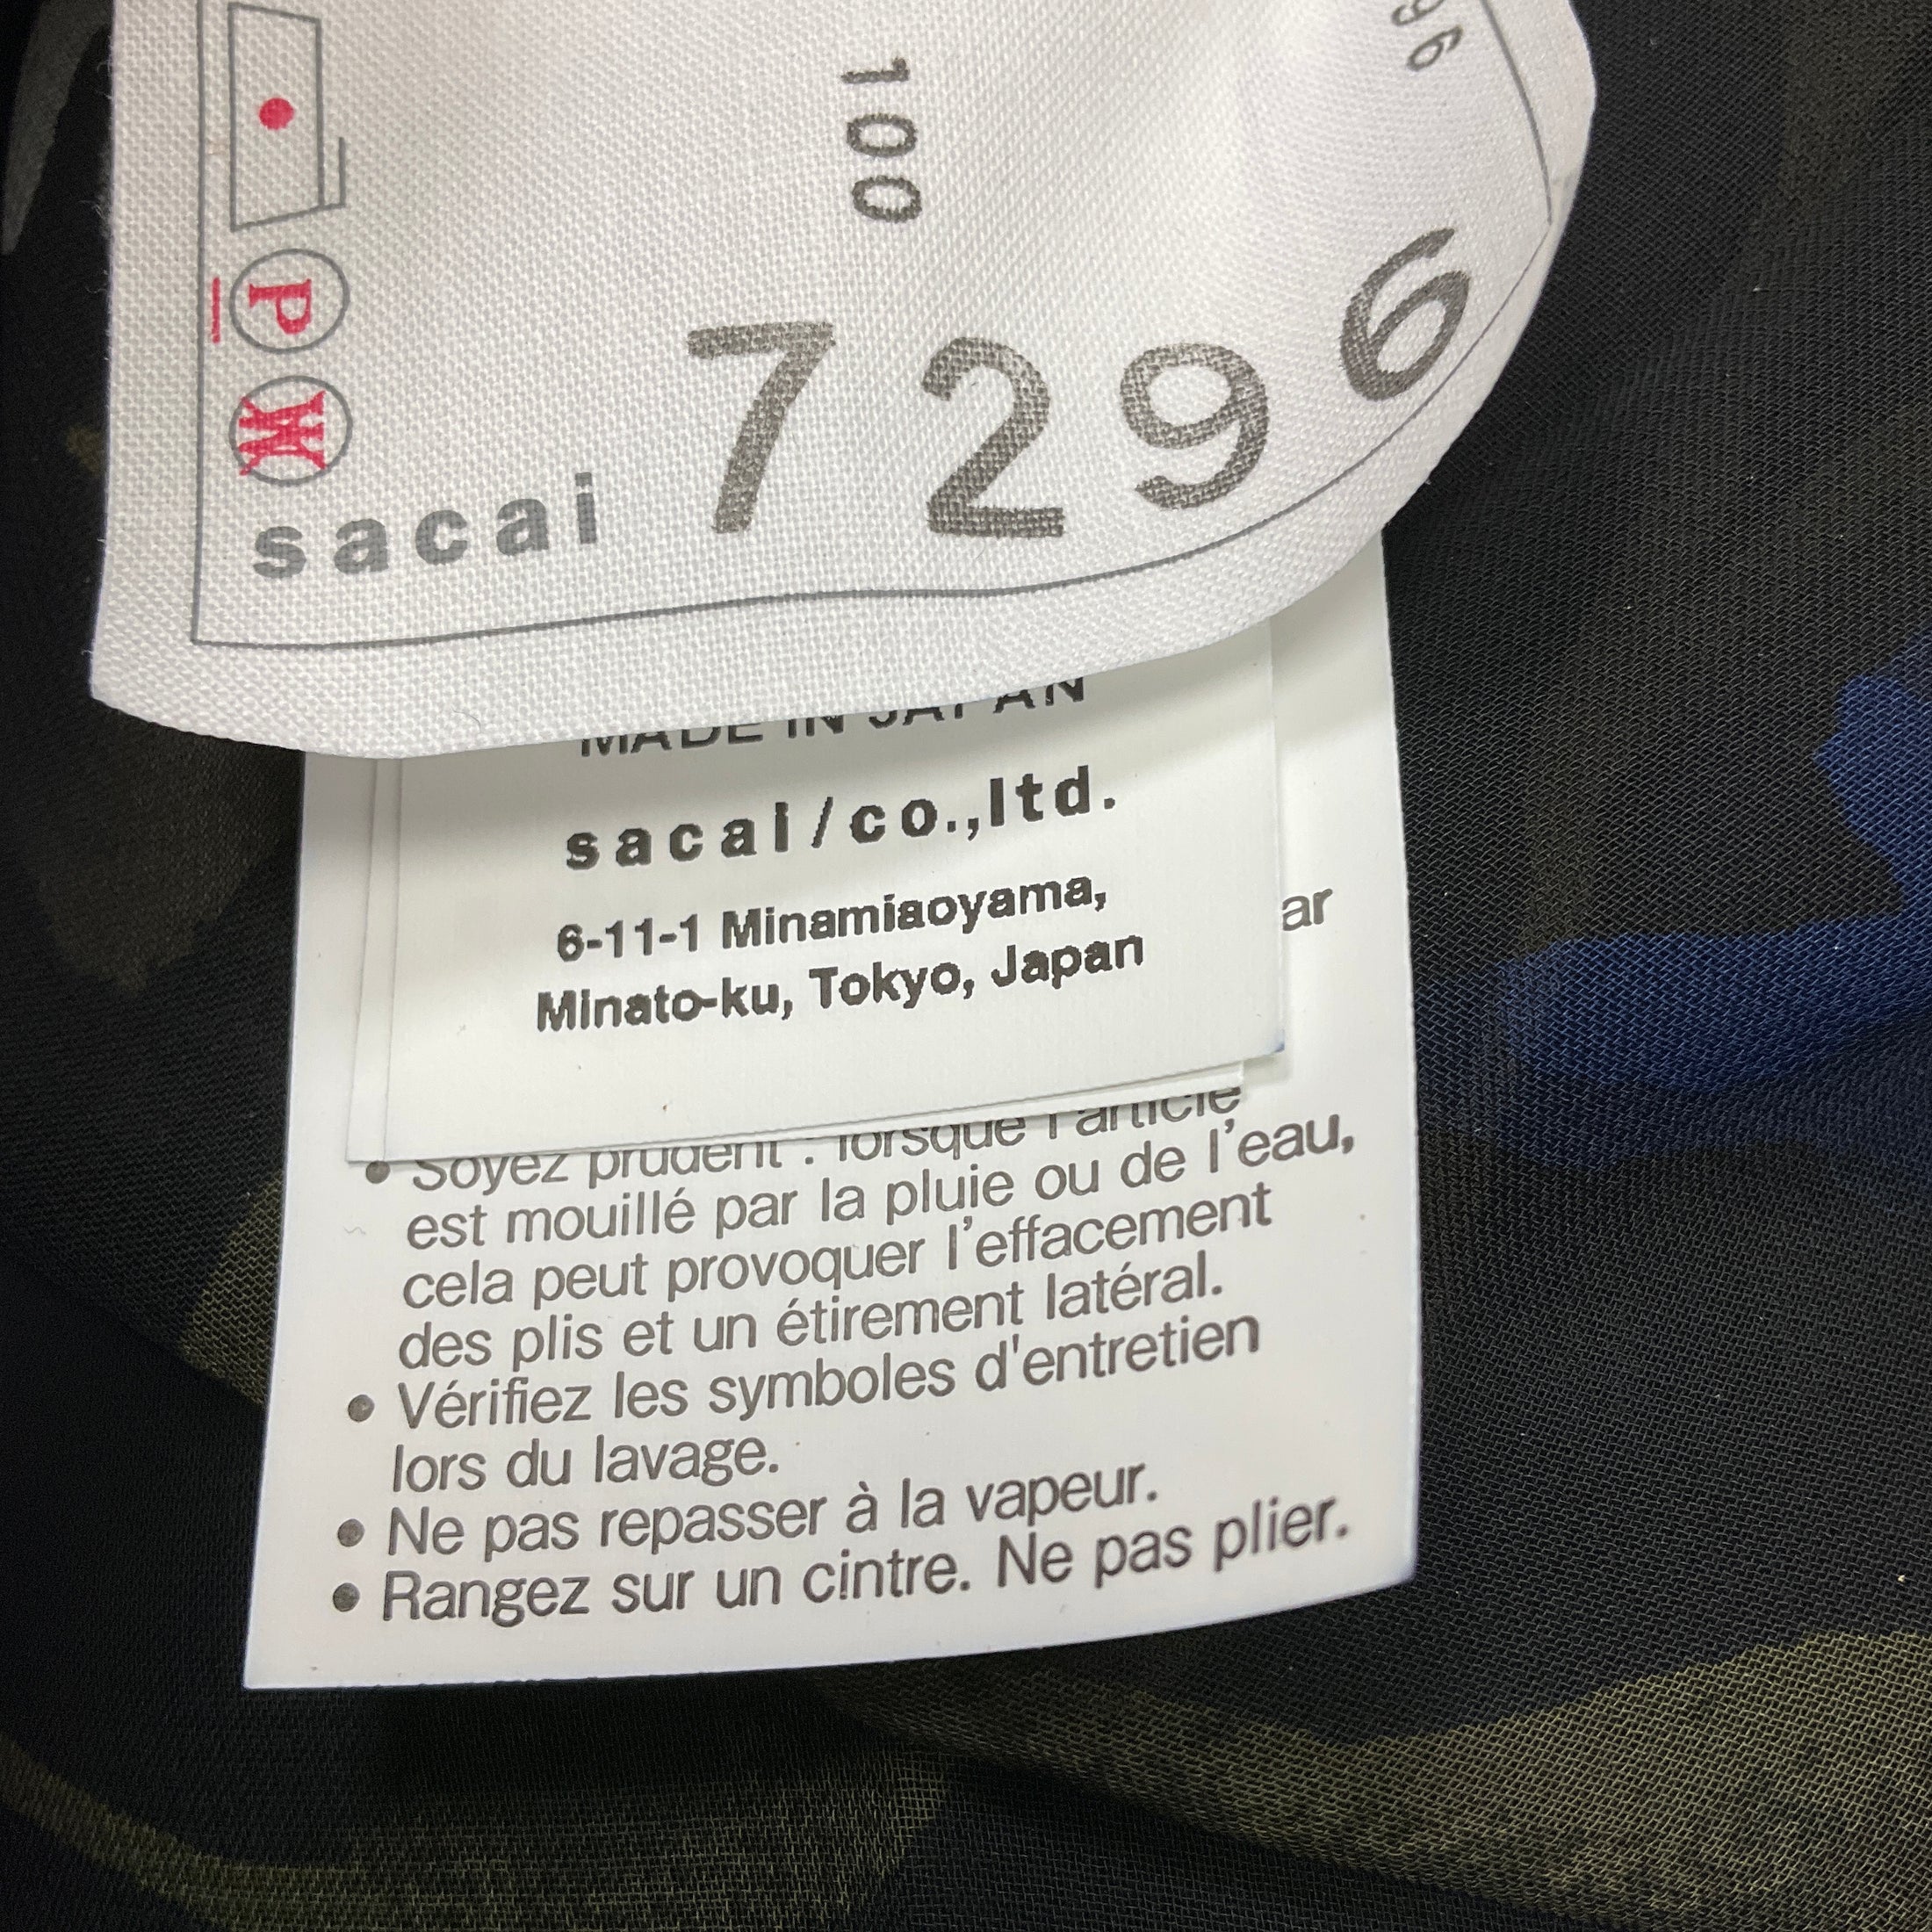 96
100
P
W
sacai
7296
MADE IN JAPAN
sacai/co.,ltd.
6-11-1 Minamiaoyama,
Minato-ku, Tokyo, Japan
ar
• Soyez prudent : lorsque l'article
est mouillé par la pluie ou de l'eau,
cela peut provoquer l'effacement
des plis et un étirement latéral.
• Vérifiez les symboles d'entretien
lors du lavage.
• Ne pas repasser à la vapeur.
• Rangez sur un cintre. Ne pas plier.